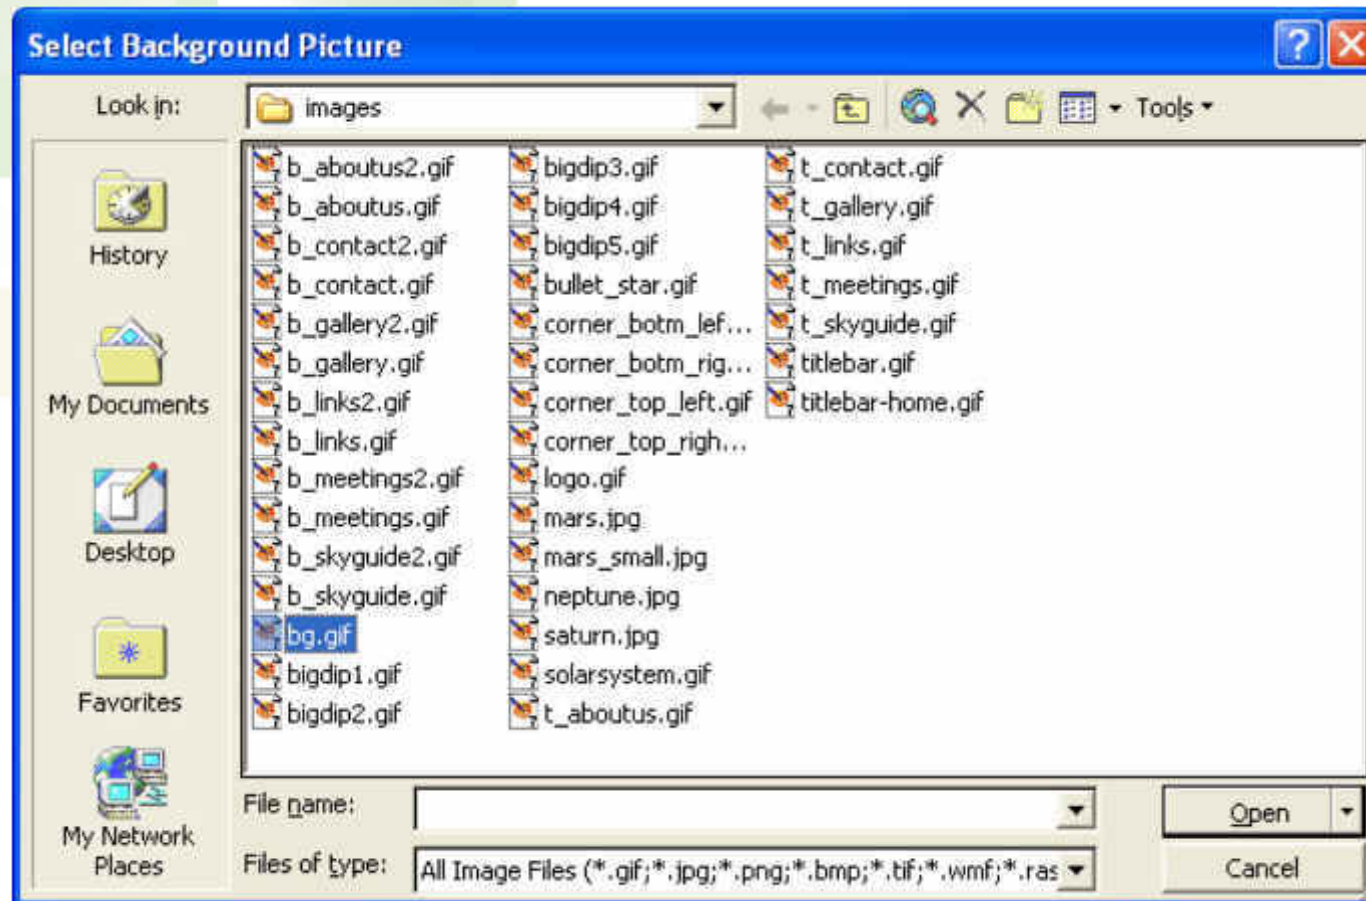 Select Background Picture
Look in:
images
Tools
History
My Documents
Desktop
Favorites
My Network
Places
b_aboutus2.gif
b_aboutus.gif
b_contact2.gif
b_contact.gif
b_gallery2.gif
b_gallery.gif
b_links2.gif
b_links.gif
b_meetings2.gif
b_meetings.gif
b_skyguide2.gif
b_skyguide.gif
bg.gif
bigdip1.gif
bigdip2.gif
bigdip3.gif
bigdip4.gif
bigdip5.gif
bullet_star.gif
corner_botm_lef...
corner_botm_rig...
corner_top_left.gif
corner_top_righ...
logo.gif
mars.jpg
mars_small.jpg
neptune.jpg
saturn.jpg
solarsystem.gif
t_aboutus.gif
t_contact.gif
t_gallery.gif
t_links.gif
t_meetings.gif
t_skyguide.gif
titlebar.gif
titlebar-home.gif
File name:
Open
Files of type:
All Image Files (*.gif;*.jpg;*.png;*.bmp;*.tif;*.wmf;*.ras
Cancel